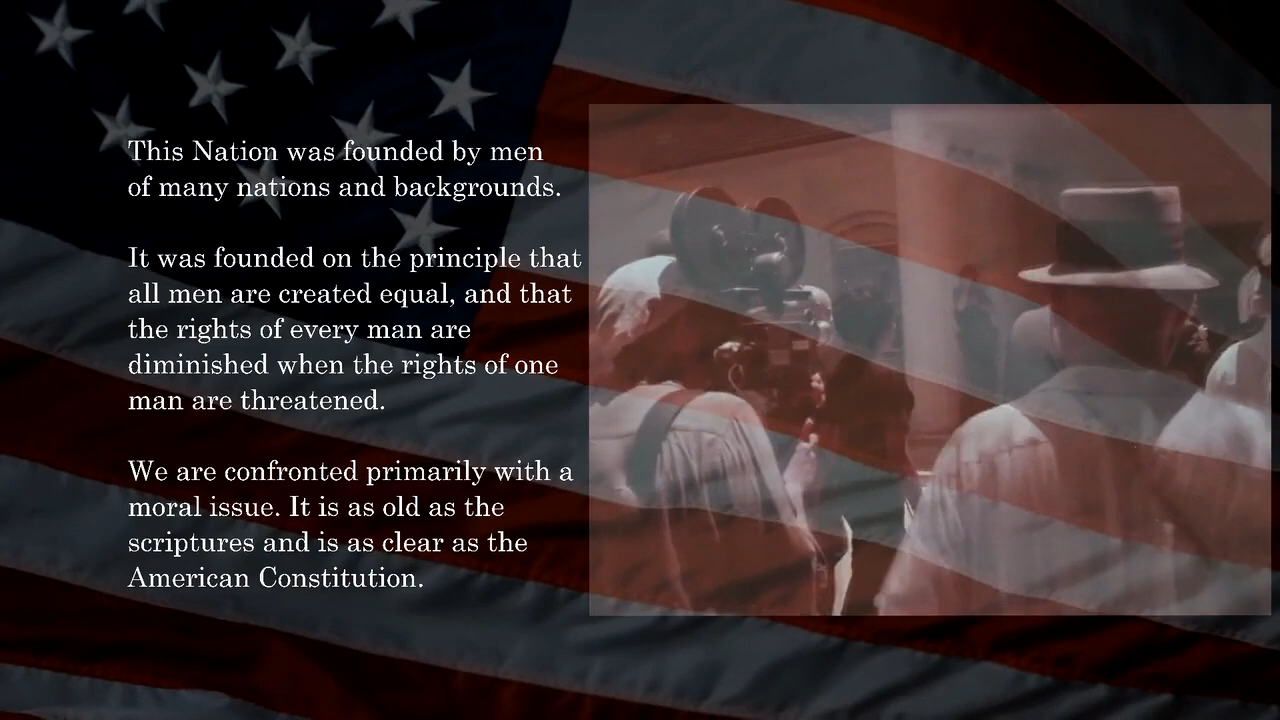 This Nation was founded by men
of many nations and backgrounds.
It was founded on the principle that
all men are created equal, and that
the rights of every man are
diminished when the rights of one
man are threatened.
We are confronted primarily with a
moral issue. It is as old as the
scriptures and is as clear as the
American Constitution.